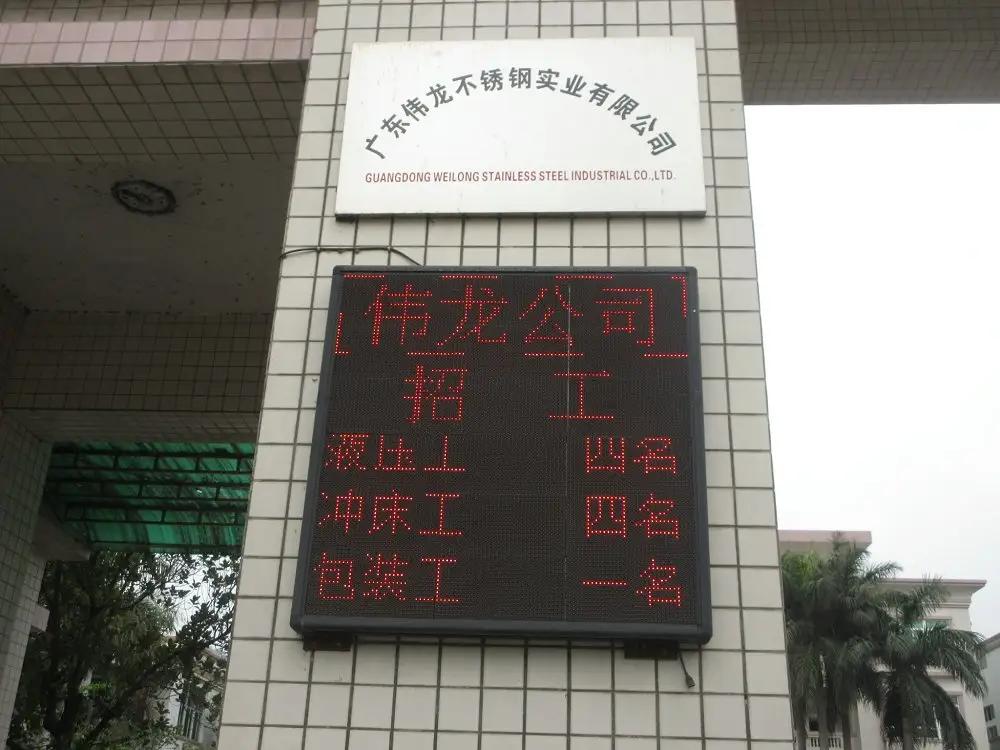 广东伟龙不锈钢实业有限公司
GUANGDONG WEILONG STAINLESS STEEL INDUSTRIAL CO.,LTD.
伟龙公司
招 工
液压工 四名
冲床工 四名
包装工 一名